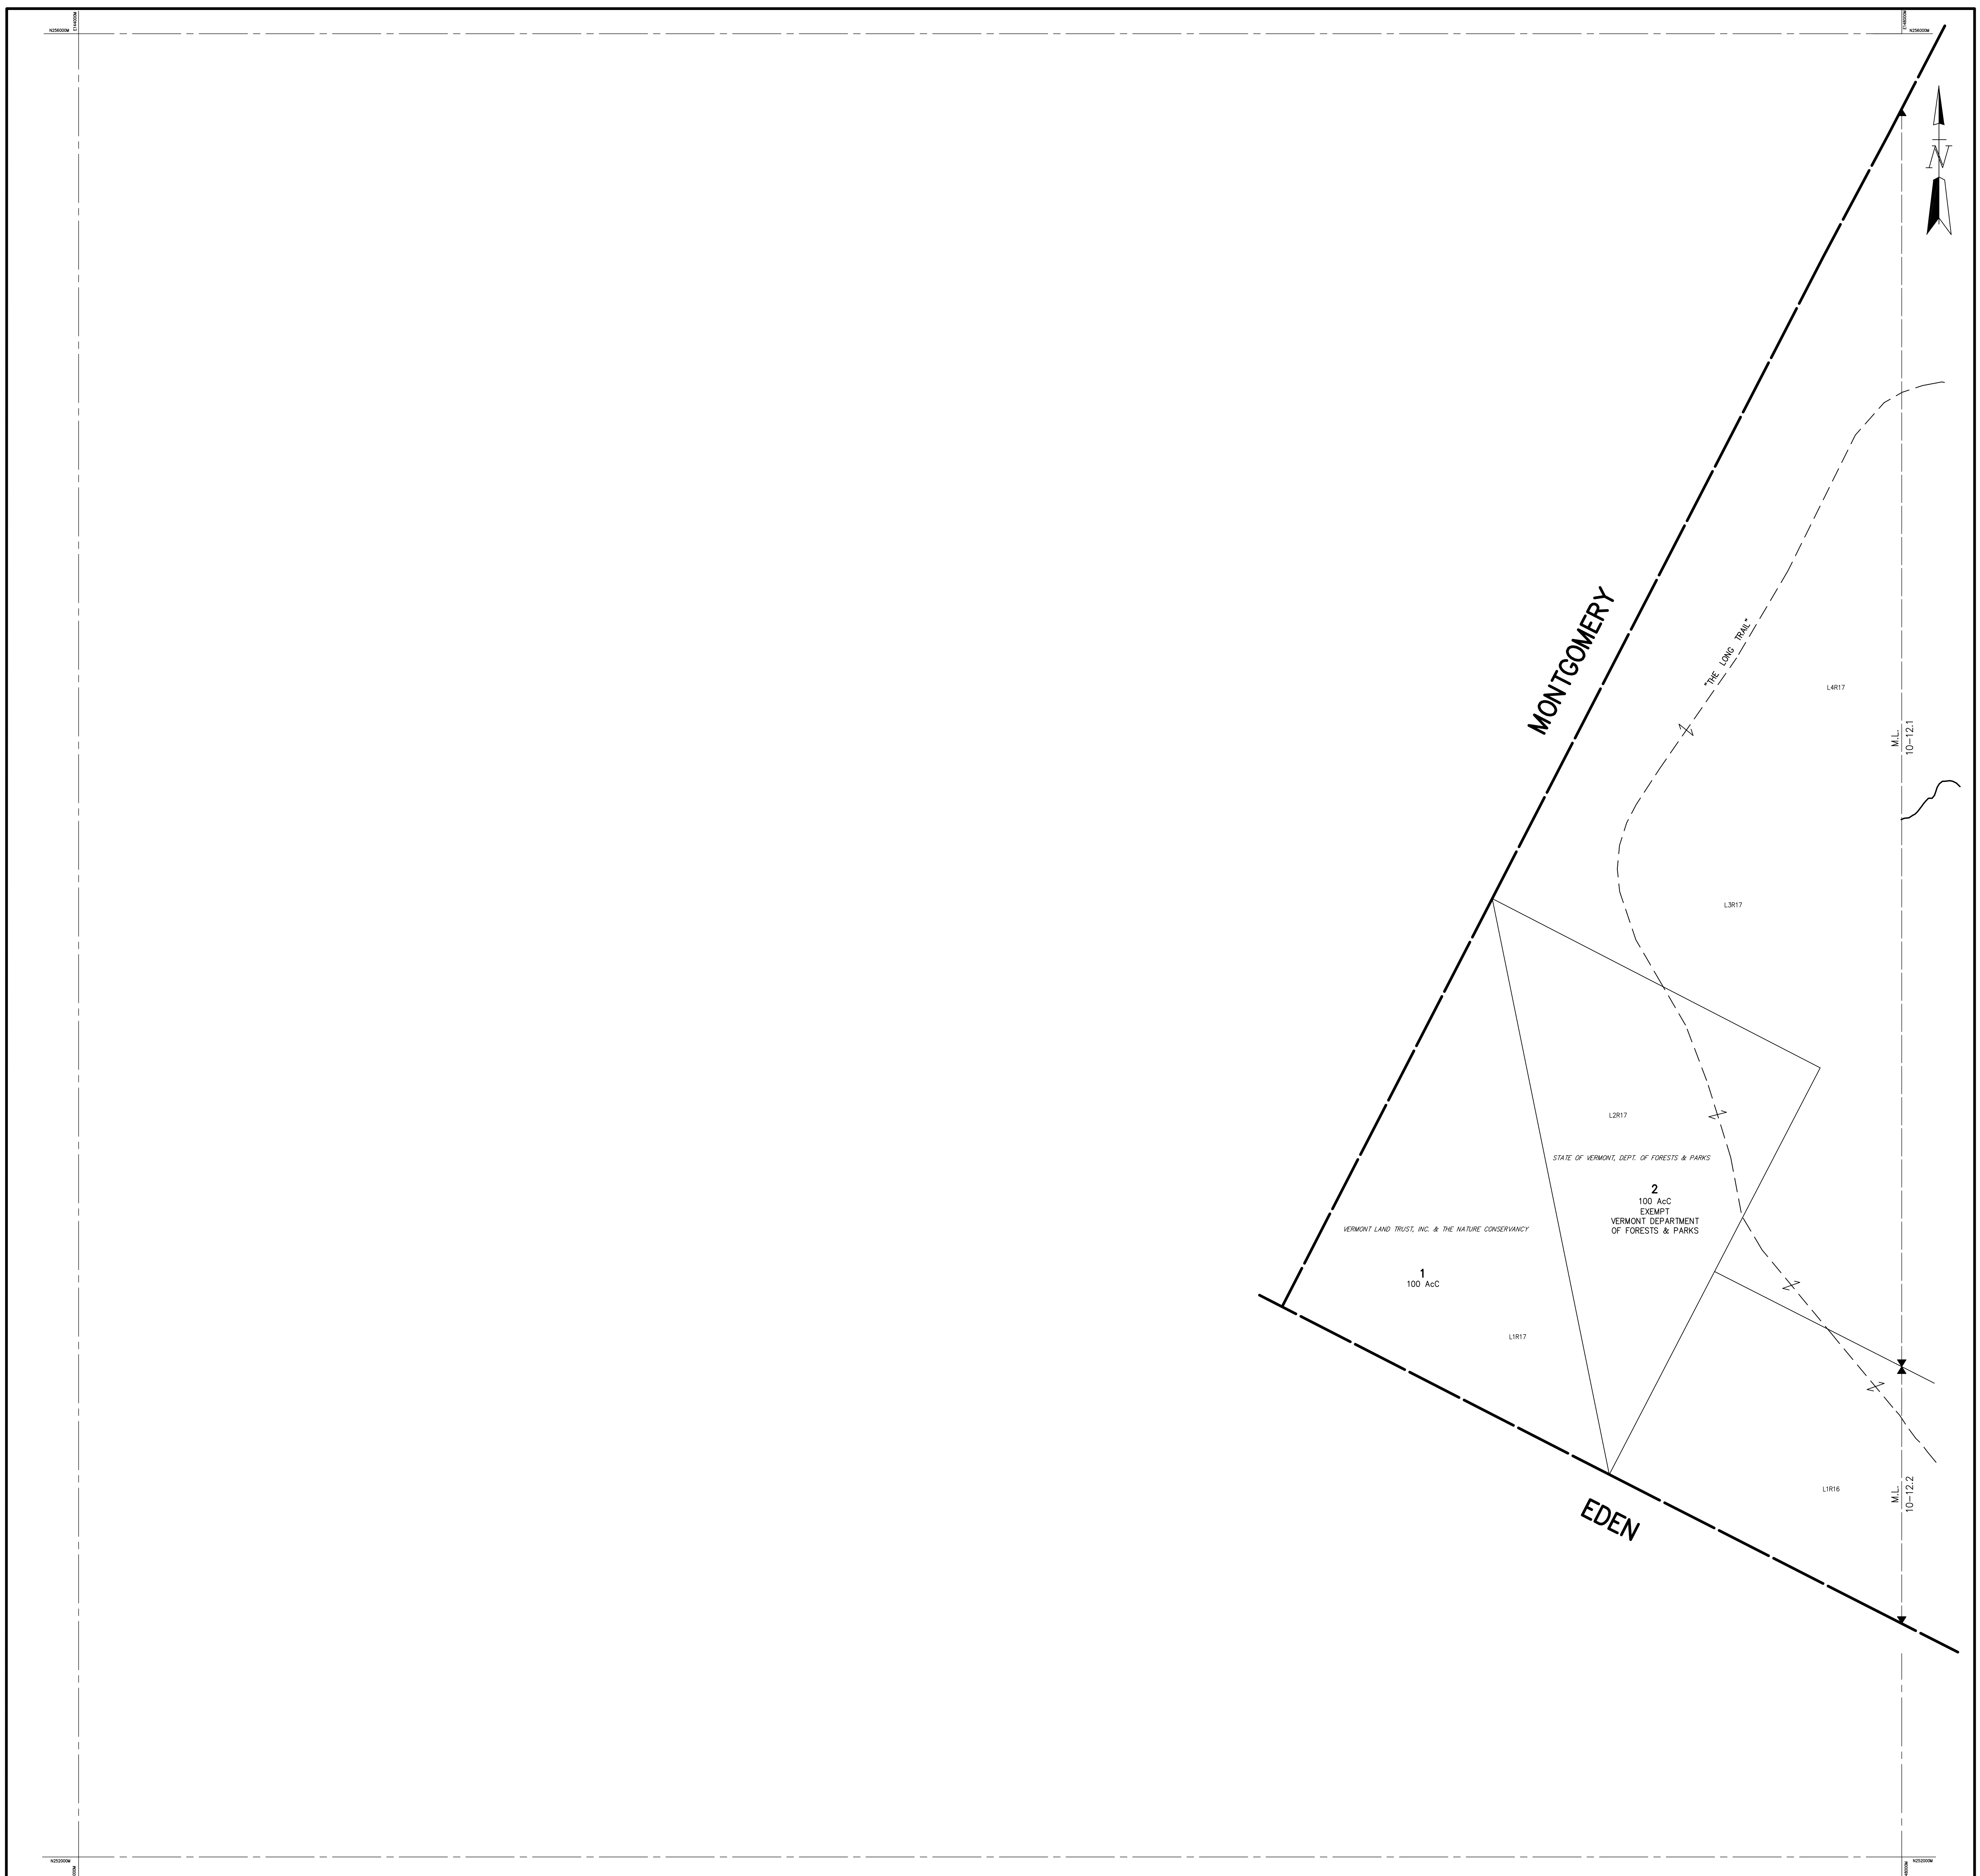 E144000M
E148000M
N256000M
N256000M
N
MONTGOMERY
"THE LONG TRAIL"
L4R17
M.L.
10-12.1
L3R17
L2R17
STATE OF VERMONT, DEPT. OF FORESTS & PARKS
2
100 AcC
EXEMPT
VERMONT DEPARTMENT
OF FORESTS & PARKS
VERMONT LAND TRUST, INC. & THE NATURE CONSERVANCY
1
100 AcC
L1R17
L1R16
M.L.
10-12.2
EDEN
N252000M
N252000M